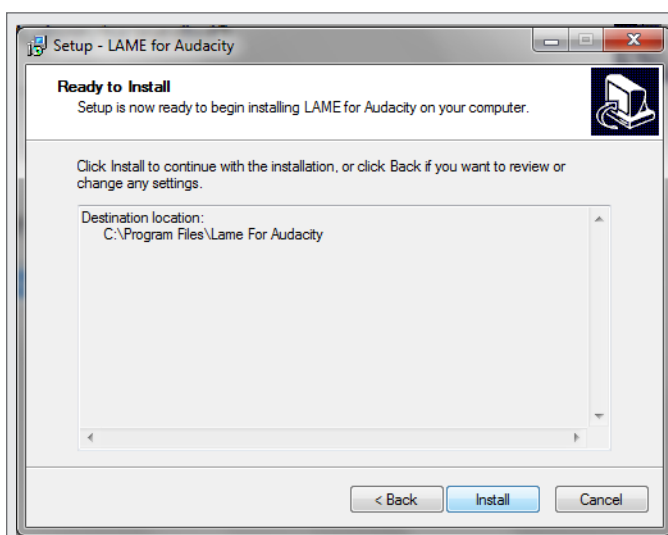 Setup - LAME for Audacity
Ready to Install
Setup is now ready to begin installing LAME for Audacity on your computer.
Click Install to continue with the installation, or click Back if you want to review or
change any settings.
Destination location:
C:\Program Files\Lame For Audacity
< Back
Install
Cancel